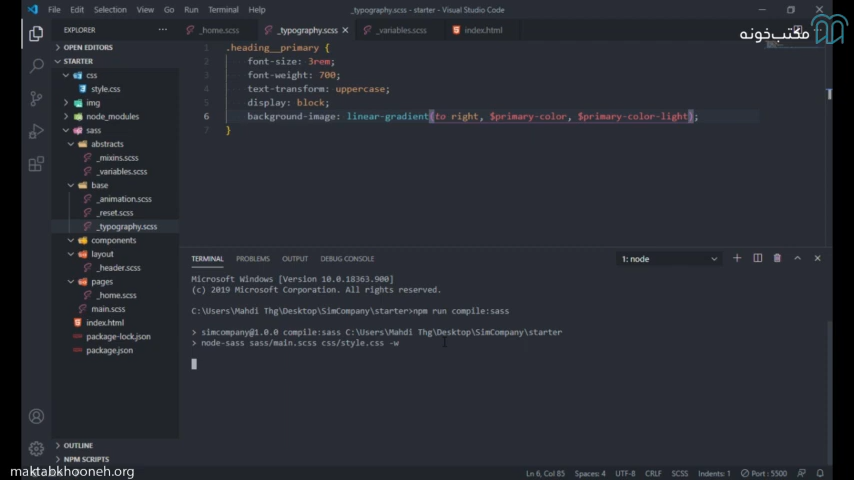 File Edit Selection View Go Run Terminal Help
_typography.scss - starter - Visual Studio Code
مکتب‌خونه
EXPLORER
_home.scss
_typography.scss
_variables.scss
index.html
OPEN EDITORS
STARTER
css
style.css
img
node_modules
sass
abstracts
_mixins.scss
_variables.scss
base
_animation.scss
_reset.scss
_typography.scss
components
layout
_header.scss
pages
_home.scss
main.scss
index.html
package-lock.json
package.json
OUTLINE
NPM SCRIPTS
1 .heading__primary {
2 font-size: 3rem;
3 font-weight: 700;
4 text-transform: uppercase;
5 display: block;
6 background-image: linear-gradient(to right, $primary-color, $primary-color-light);
7 }
TERMINAL PROBLEMS OUTPUT DEBUG CONSOLE
1: node
Microsoft Windows [Version 10.0.18363.900]
(c) 2019 Microsoft Corporation. All rights reserved.
C:\Users\Mahdi Thg\Desktop\SimCompany\starter>npm run compile:sass
> simcompany@1.0.0 compile:sass C:\Users\Mahdi Thg\Desktop\SimCompany\starter
> node-sass sass/main.scss css/style.css -w
maktabkhooneh.org
Ln 6, Col 85 Spaces: 4 UTF-8 CRLF SCSS Indents: 1 Port : 5500